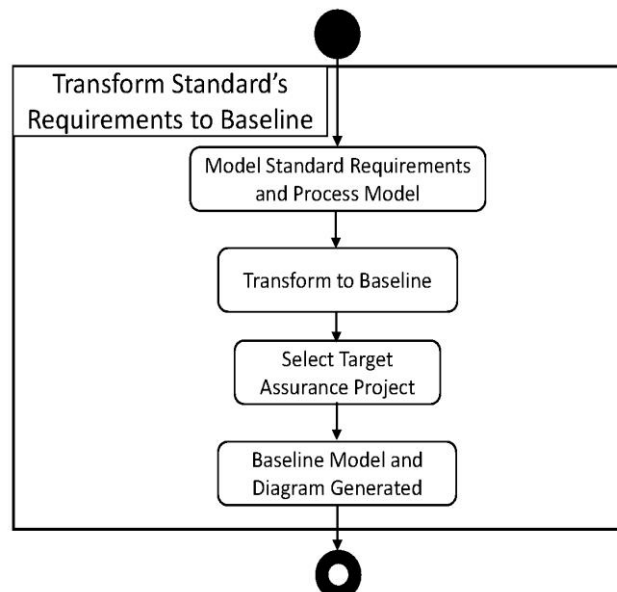 Transform Standard’s
Requirements to Baseline
Model Standard Requirements
and Process Model
Transform to Baseline
Select Target
Assurance Project
Baseline Model and
Diagram Generated